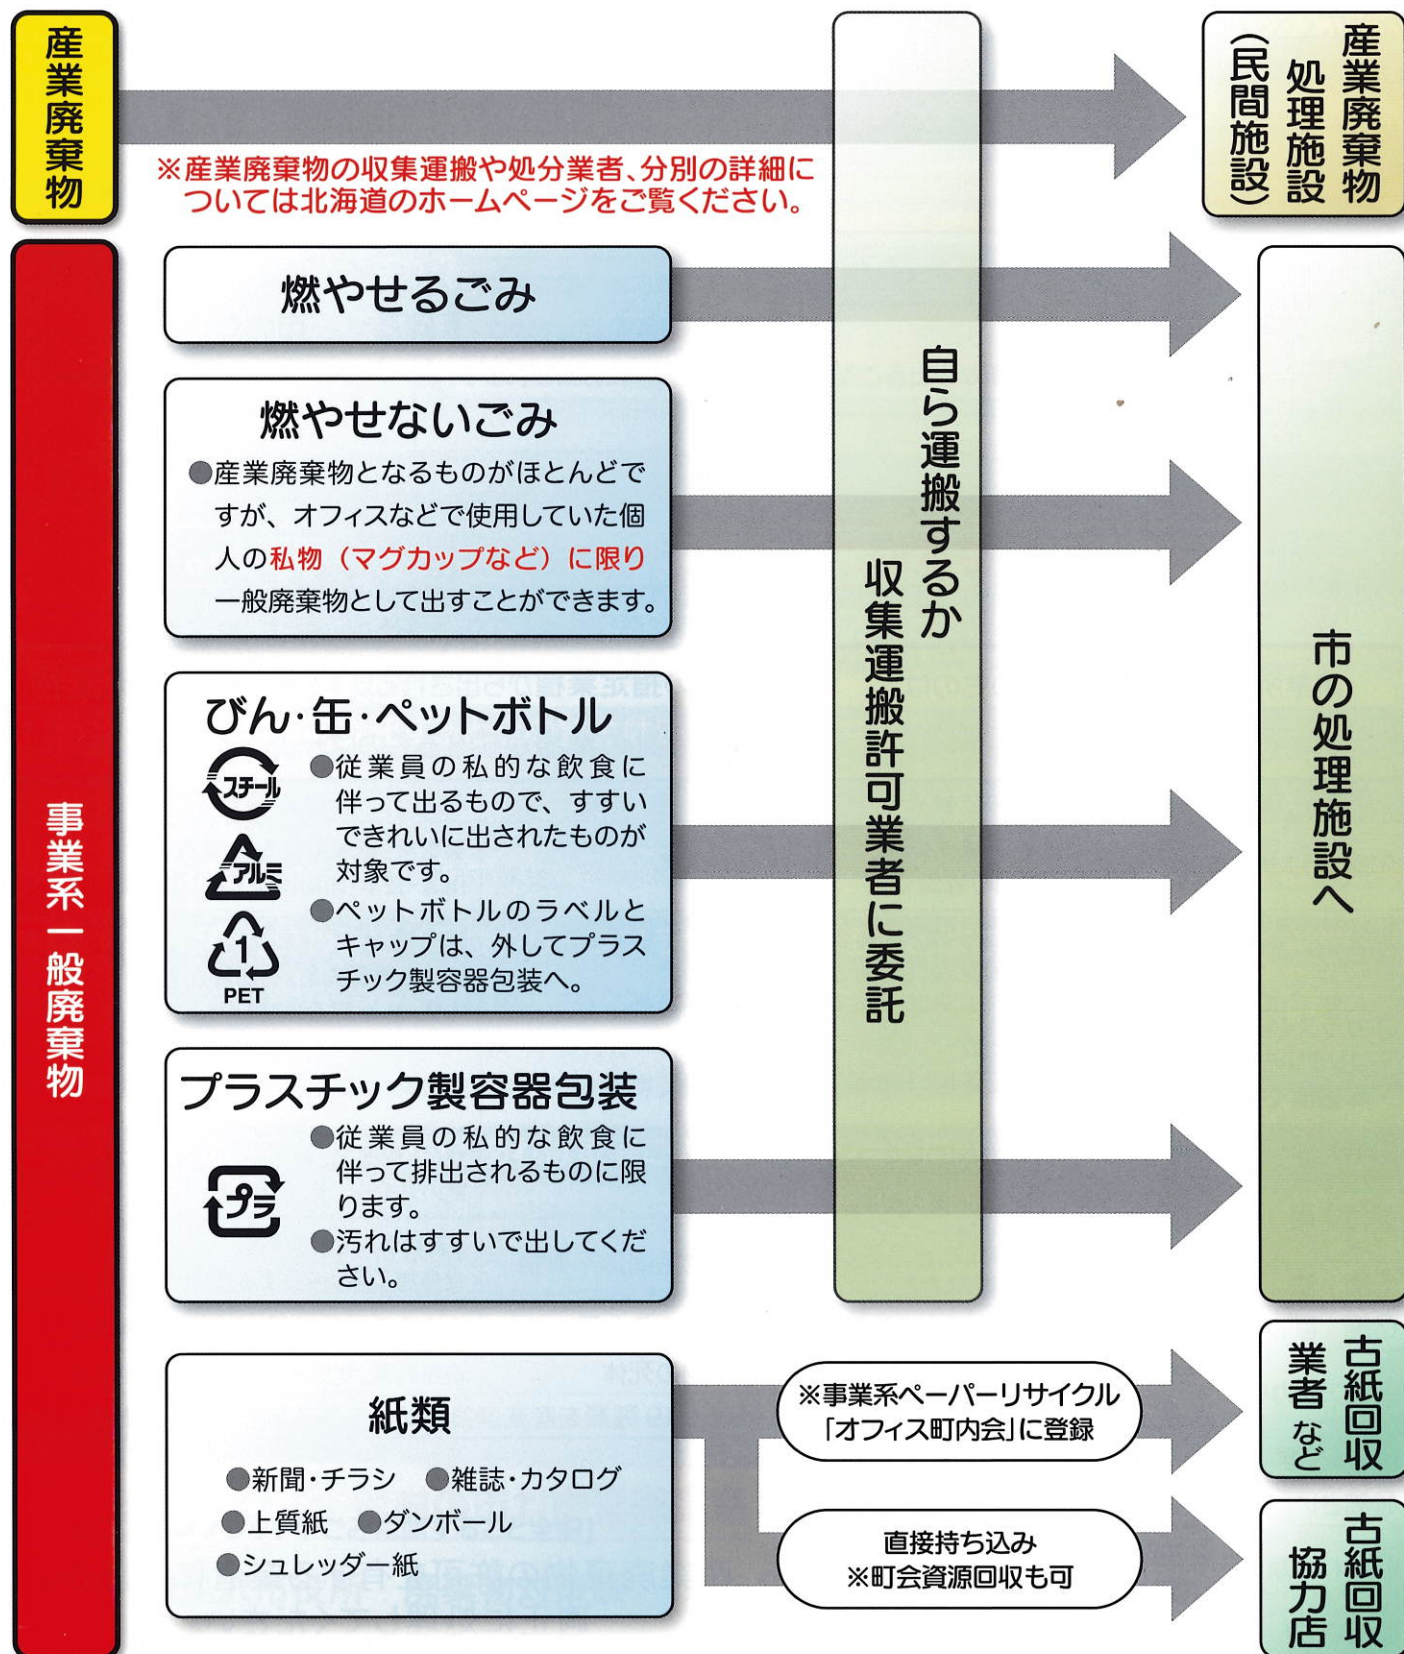 産業廃棄物
※産業廃棄物の収集運搬や処分業者、分別の詳細に
ついては北海道のホームページをご覧ください。
産業廃棄物
処理施設
（民間施設）
事業系一般廃棄物
燃やせるごみ
燃やせないごみ
●産業廃棄物となるものがほとんどで
すが、オフィスなどで使用していた個
人の私物（マグカップなど）に限り
一般廃棄物として出すことができます。
びん・缶・ペットボトル
スチール
アルミ
1
PET
●従業員の私的な飲食に
伴って出るもので、すすい
できれいに出されたものが
対象です。
●ペットボトルのラベルと
キャップは、外してプラス
チック製容器包装へ。
プラスチック製容器包装
プラ
●従業員の私的な飲食に
伴って排出されるものに限
ります。
●汚れはすすいで出してくだ
さい。
自ら運搬するか
収集運搬許可業者に委託
市の処理施設へ
紙類
●新聞・チラシ ●雑誌・カタログ
●上質紙 ●ダンボール
●シュレッダー紙
※事業系ペーパーリサイクル
「オフィス町内会」に登録
古紙回収
業者など
直接持ち込み
※町会資源回収も可
古紙回収
協力店